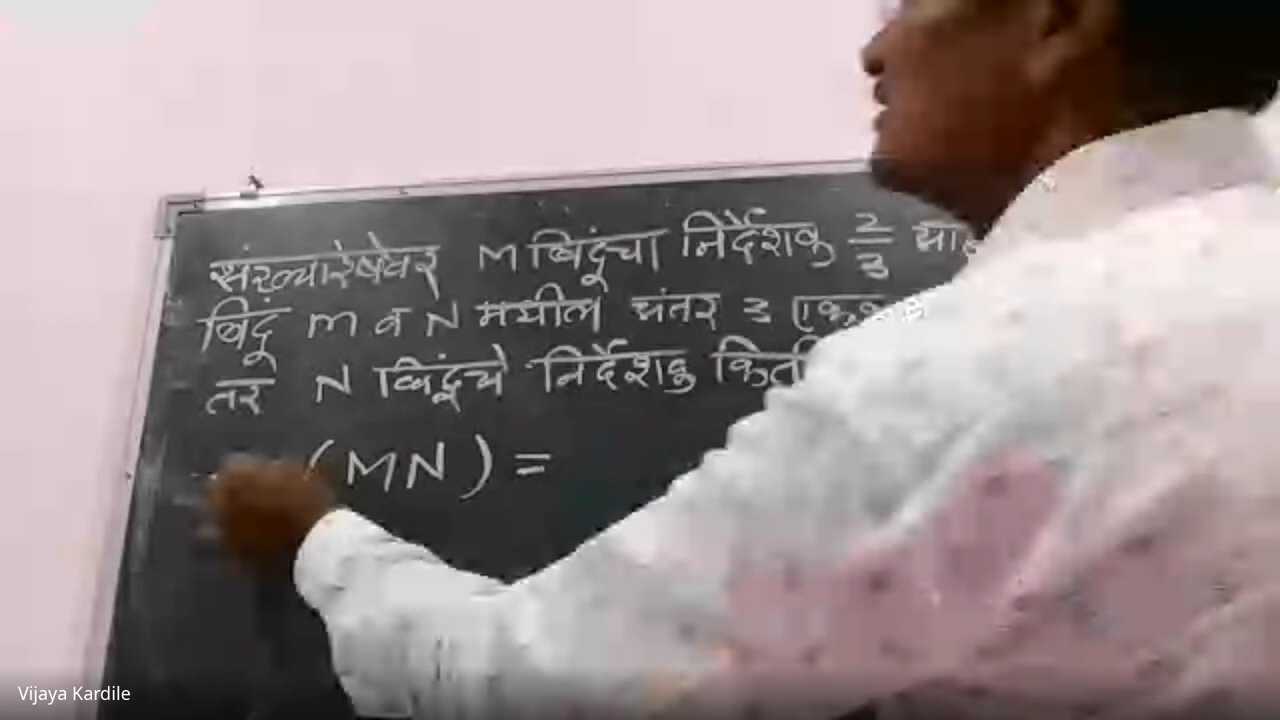 संख्यारेषेवर M बिंदूचा निर्देशक 2/3
बिंदू M व N मधील अंतर 3 एकक
तर N बिंदूचे निर्देशक किती
(MN) =
Vijaya Kardile